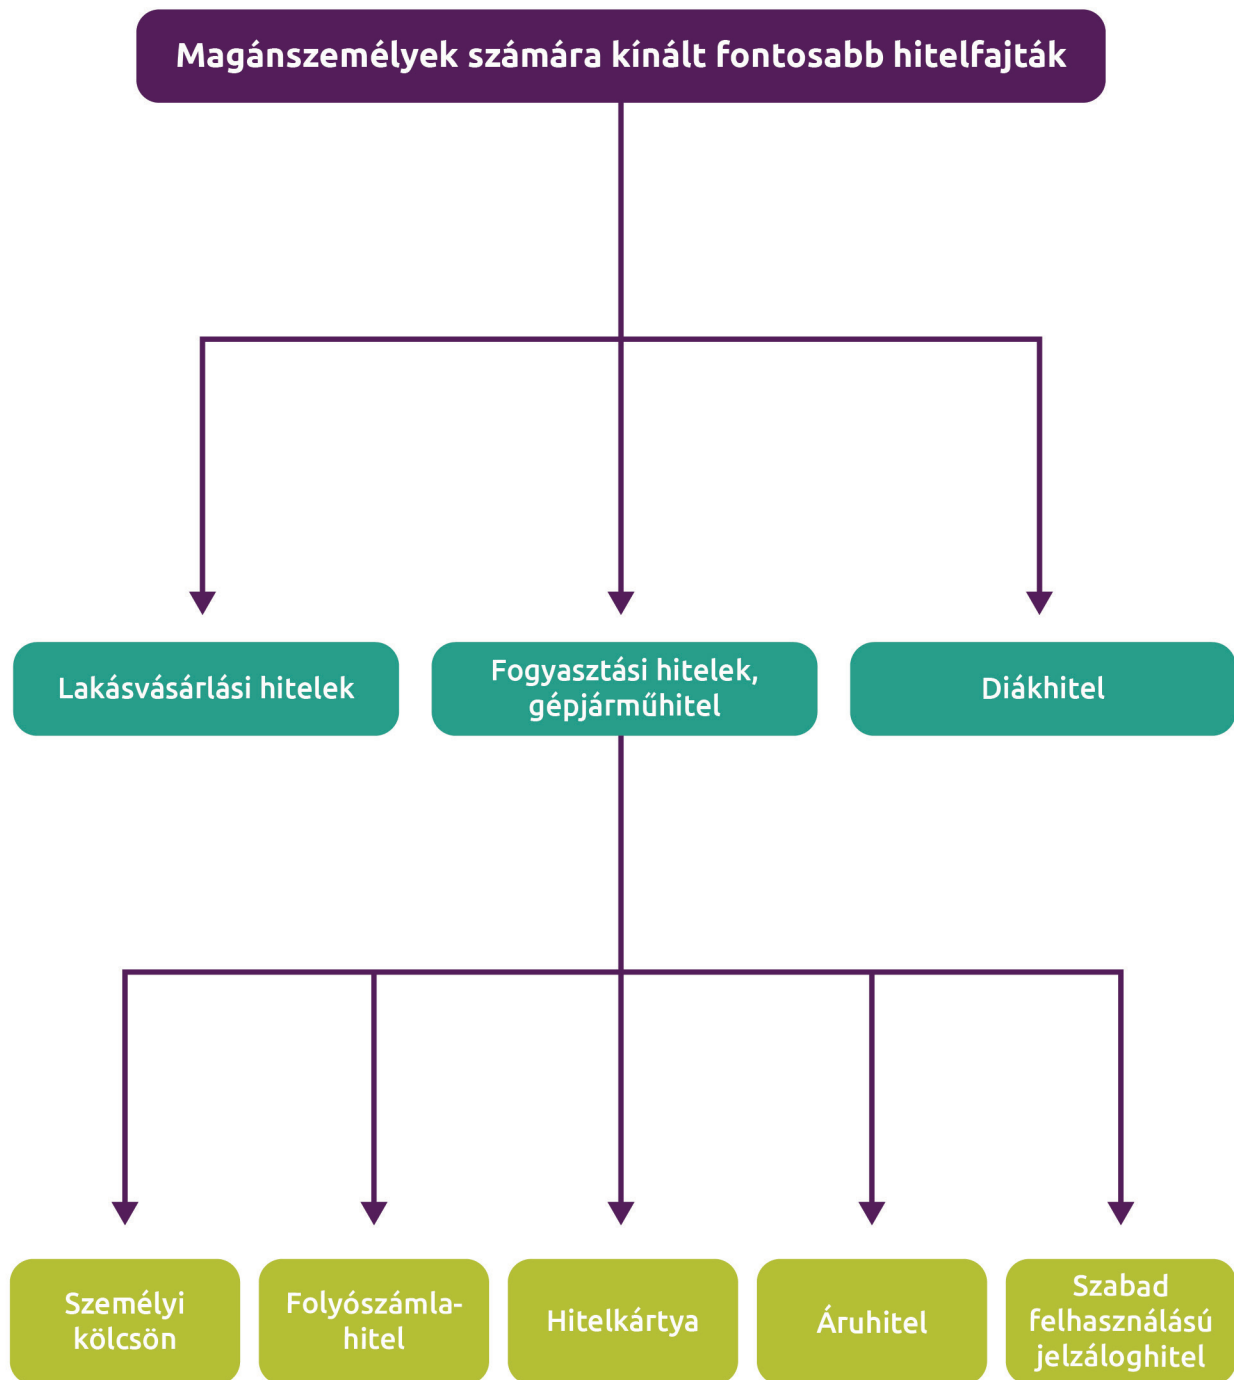 Magánszemélyek számára kínált fontosabb hitelfajták
Lakásvásárlási hitelek
Fogyasztási hitelek,
gépjárműhitel
Diákhitel
Személyi
kölcsön
Folyószámla-
hitel
Hitelkártya
Áruhitel
Szabad
felhasználású
jelzáloghitel